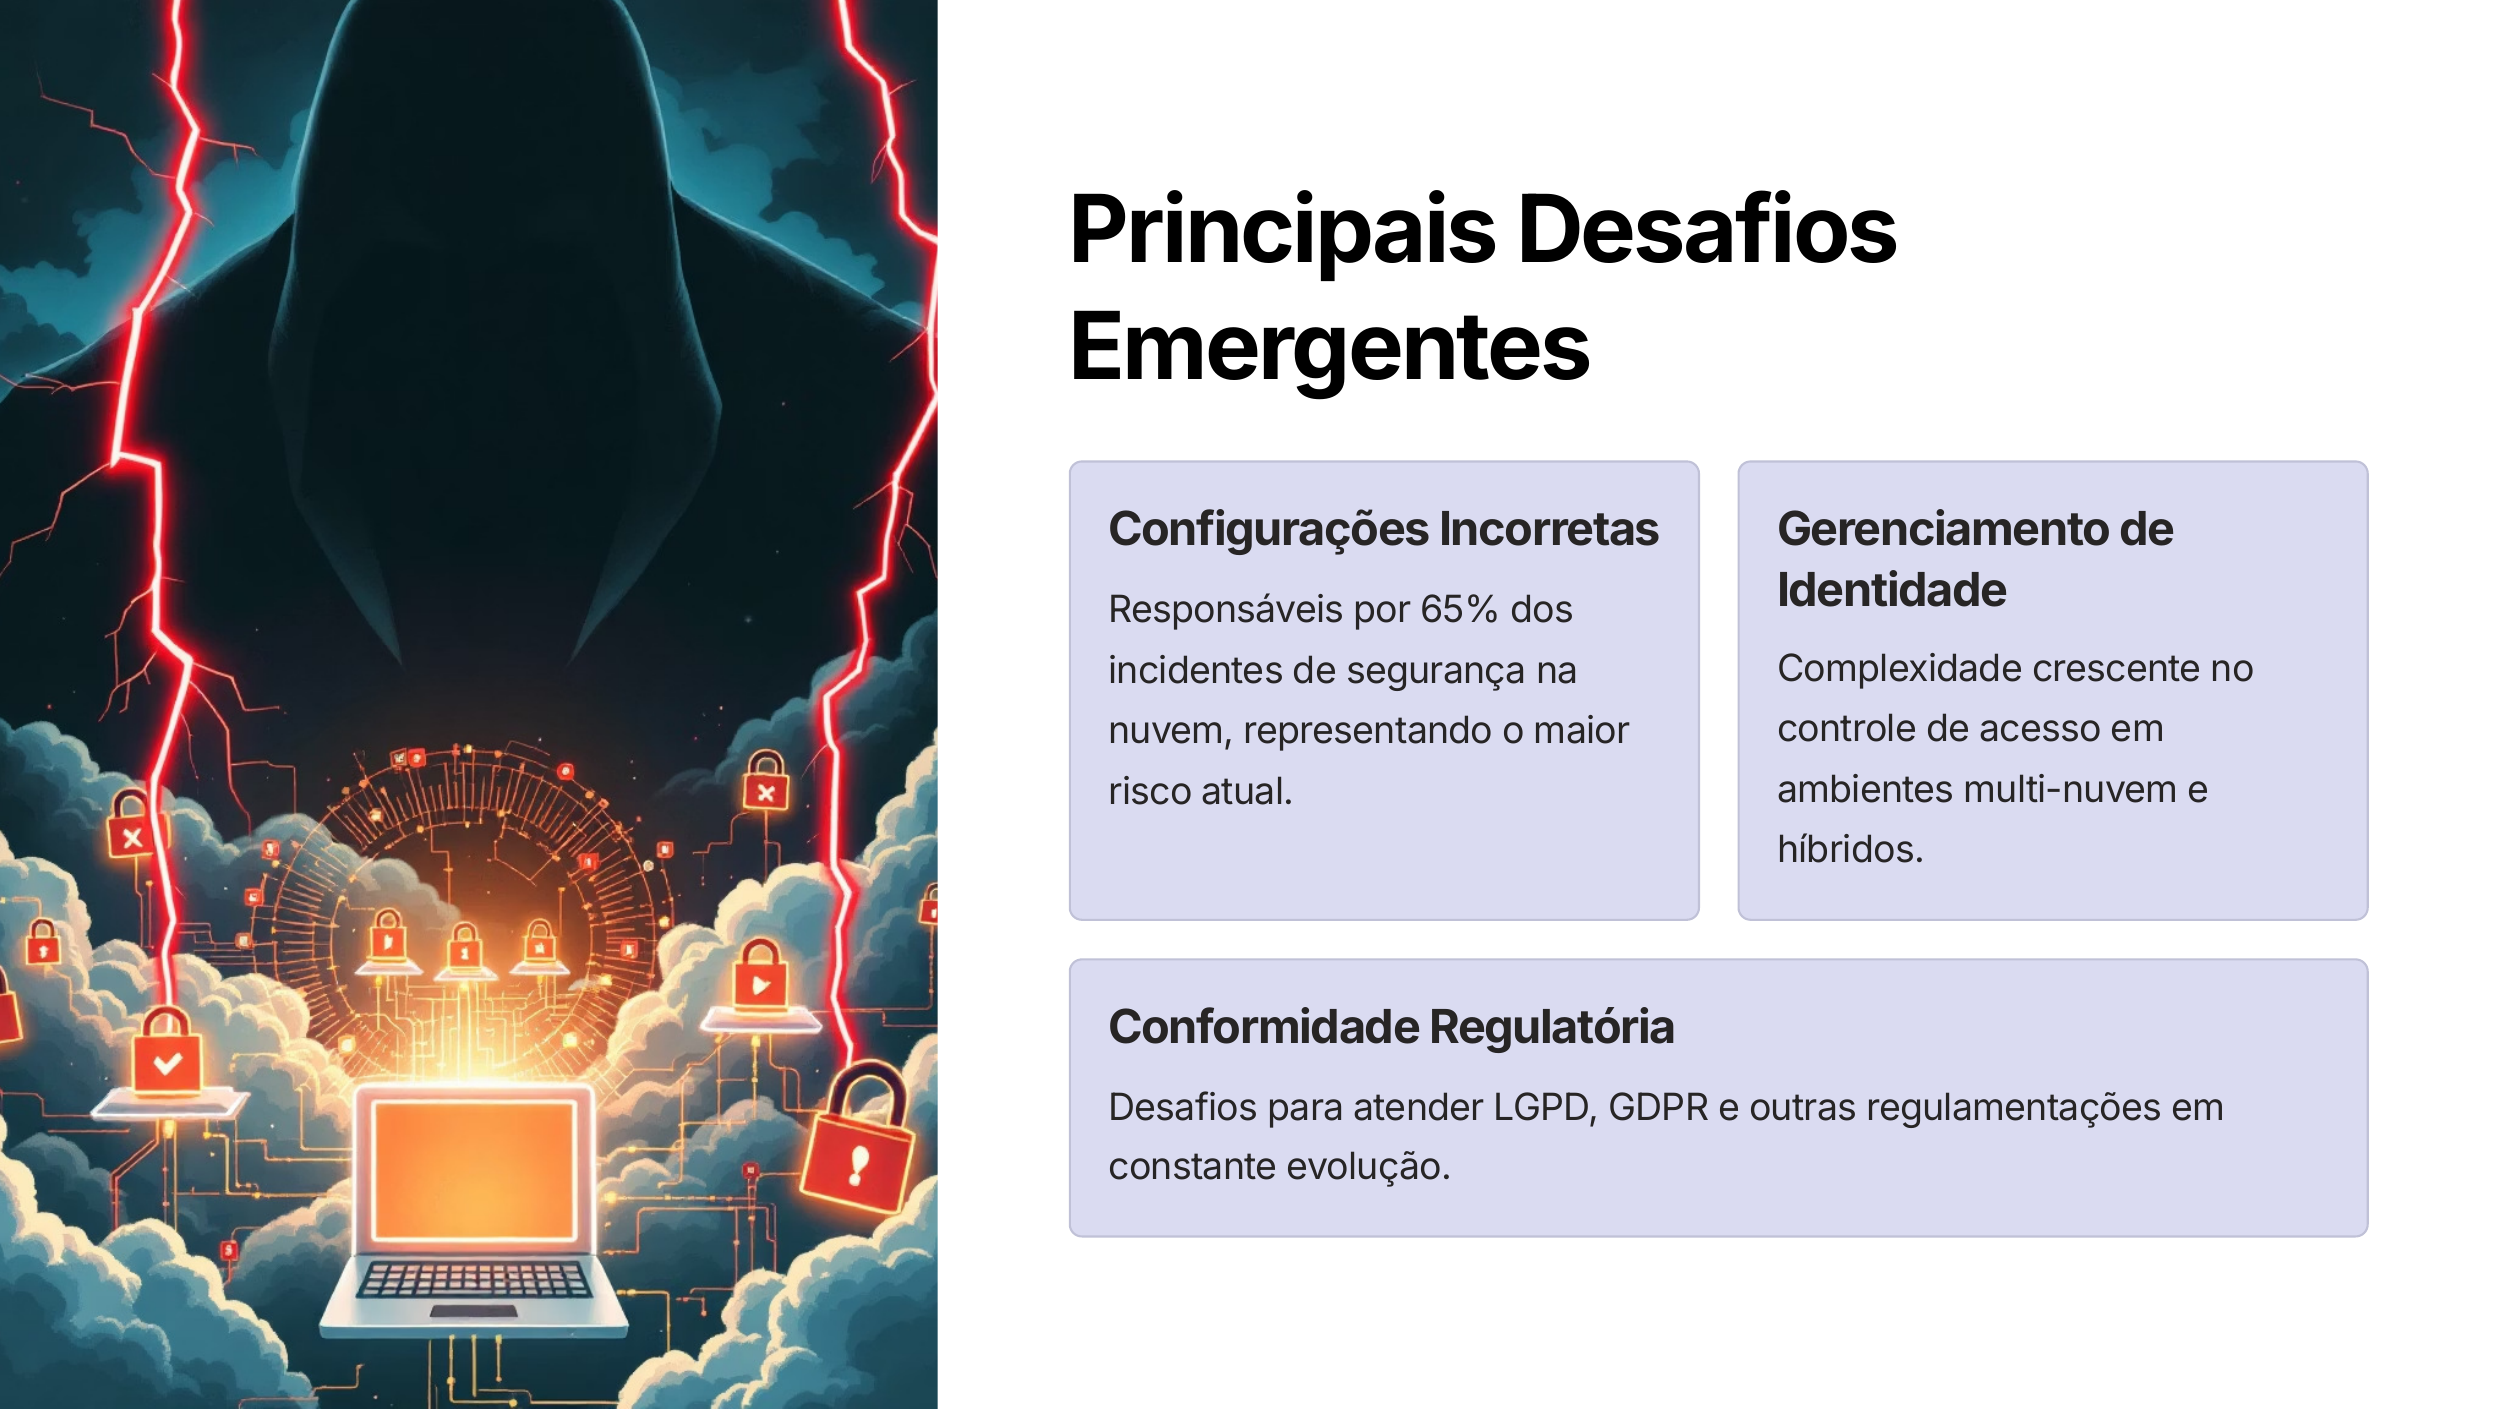 Principais Desafios
Emergentes
Configurações Incorretas
Responsáveis por 65% dos
incidentes de segurança na
nuvem, representando o maior
risco atual.
Gerenciamento de
Identidade
Complexidade crescente no
controle de acesso em
ambientes multi-nuvem e
híbridos.
Conformidade Regulatória
Desafios para atender LGPD, GDPR e outras regulamentações em
constante evolução.